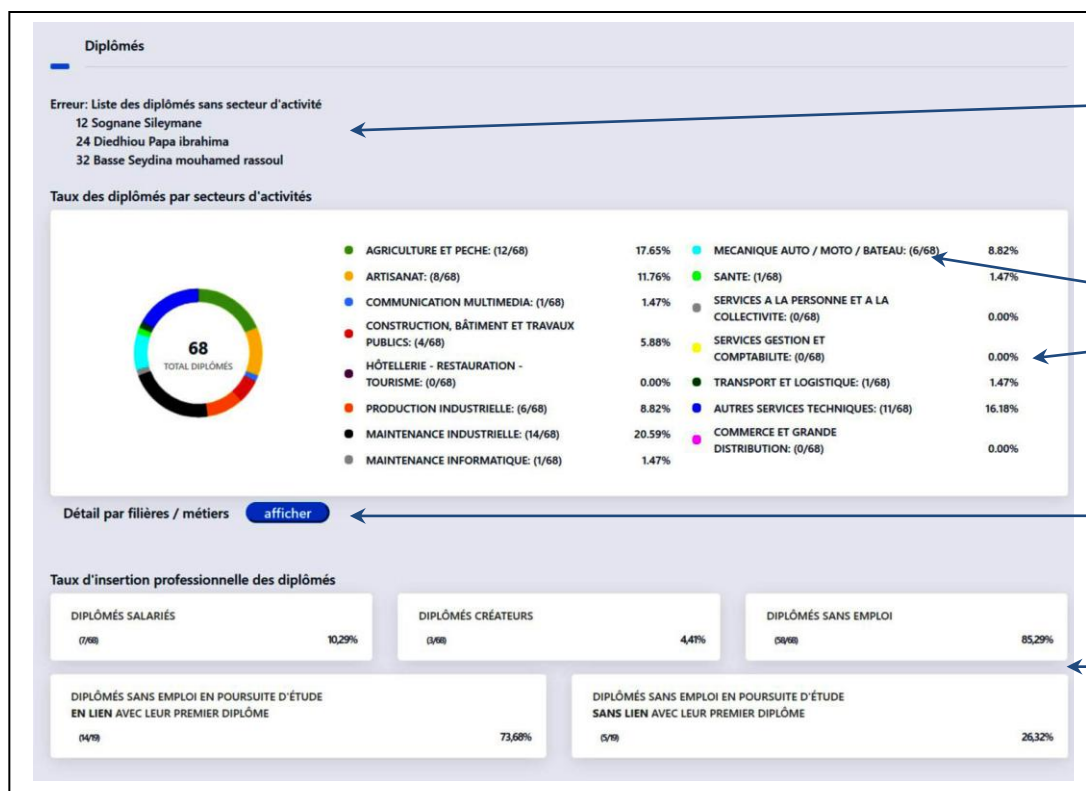 Diplômés
Erreur: Liste des diplômés sans secteur d'activité
12 Sognane Sileymane
24 Diedhiou Papa ibrahima
32 Basse Seydina mouhamed rassoul
Taux des diplômés par secteurs d'activités
68
TOTAL DIPLÔMÉS
AGRICULTURE ET PECHE: (12/68) 17.65%
ARTISANAT: (8/68) 11.76%
COMMUNICATION MULTIMEDIA: (1/68) 1.47%
CONSTRUCTION, BÂTIMENT ET TRAVAUX
PUBLICS: (4/68) 5.88%
HÔTELLERIE - RESTAURATION -
TOURISME: (0/68) 0.00%
PRODUCTION INDUSTRIELLE: (6/68) 8.82%
MAINTENANCE INDUSTRIELLE: (14/68) 20.59%
MAINTENANCE INFORMATIQUE: (1/68) 1.47%
MECANIQUE AUTO / MOTO / BATEAU: (6/68) 8.82%
SANTE: (1/68) 1.47%
SERVICES A LA PERSONNE ET A LA
COLLECTIVITE: (0/68) 0.00%
SERVICES GESTION ET
COMPTABILITE: (0/68) 0.00%
TRANSPORT ET LOGISTIQUE: (1/68) 1.47%
AUTRES SERVICES TECHNIQUES: (11/68) 16.18%
COMMERCE ET GRANDE
DISTRIBUTION: (0/68) 0.00%
Détail par filières / métiers afficher
Taux d'insertion professionnelle des diplômés
DIPLÔMÉS SALARIÉS
(7/68) 10,29%
DIPLÔMÉS CRÉATEURS
(3/68) 4,41%
DIPLÔMÉS SANS EMPLOI
(58/68) 85,29%
DIPLÔMÉS SANS EMPLOI EN POURSUITE D'ÉTUDE
EN LIEN AVEC LEUR PREMIER DIPLÔME
(14/19) 73,68%
DIPLÔMÉS SANS EMPLOI EN POURSUITE D'ÉTUDE
SANS LIEN AVEC LEUR PREMIER DIPLÔME
(5/19) 26,32%